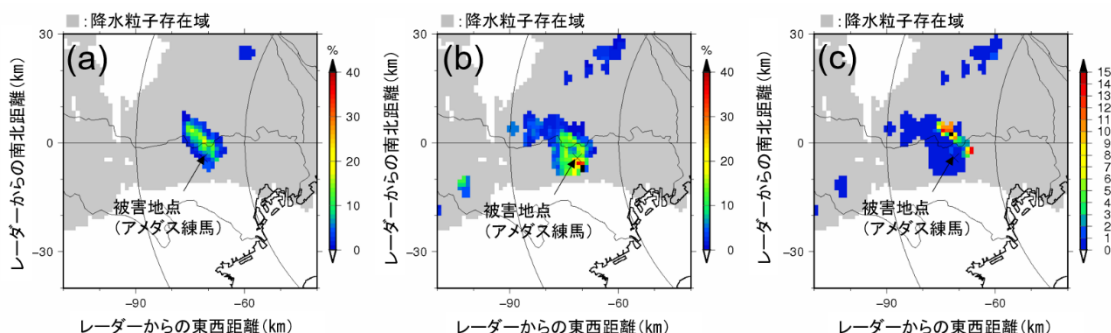 ：降水粒子存在域
(a)
レーダーからの南北距離(km)
30
0
−30
−90
−60
レーダーからの東西距離(km)
被害地点
（アメダス練馬）
%
40
30
20
10
0
：降水粒子存在域
(b)
レーダーからの南北距離(km)
30
0
−30
−90
−60
レーダーからの東西距離(km)
被害地点
（アメダス練馬）
%
40
30
20
10
0
：降水粒子存在域
(c)
レーダーからの南北距離(km)
30
0
−30
−90
−60
レーダーからの東西距離(km)
被害地点
（アメダス練馬）
15
14
13
12
11
10
9
8
7
6
5
4
3
2
1
0